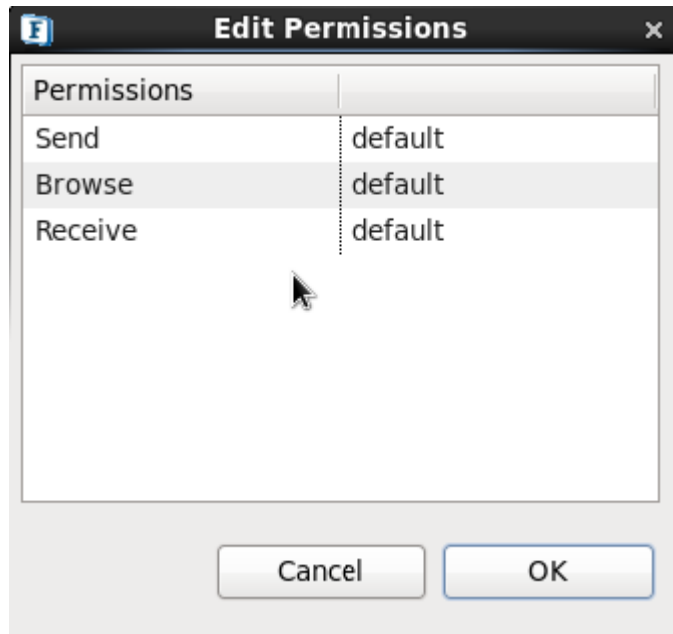 F Edit Permissions ×
Permissions
Send default
Browse default
Receive default
Cancel OK